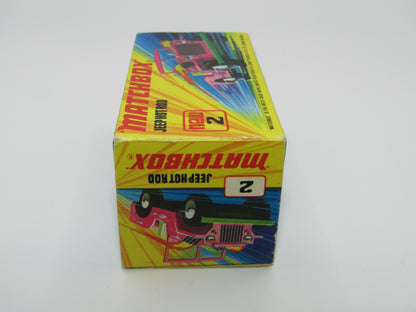 MATCHBOX®
JEEP HOT ROD
NEW 2
"MATCHBOX"®
JEEP HOT ROD
2